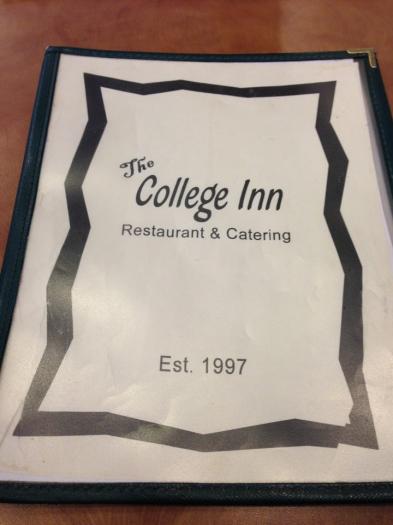 The
College Inn
Restaurant & Catering
Est. 1997